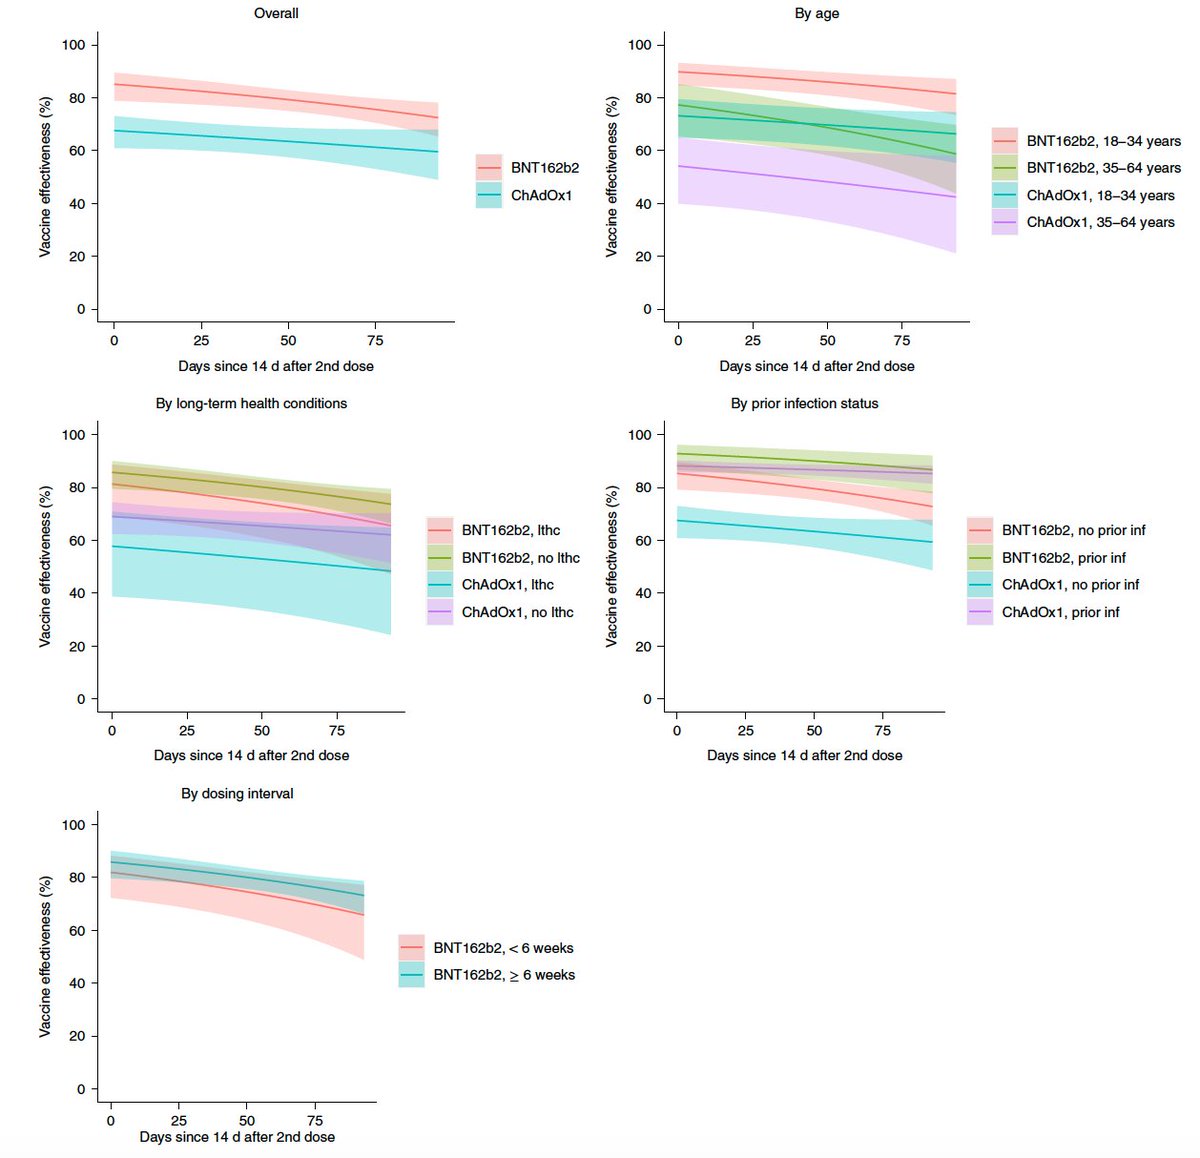 Overall
100
80
60
40
20
0
Vaccine effectiveness (%)
0 25 50 75
Days since 14 d after 2nd dose
BNT162b2
ChAdOx1
By age
100
80
60
40
20
0
Vaccine effectiveness (%)
0 25 50 75
Days since 14 d after 2nd dose
BNT162b2, 18–34 years
BNT162b2, 35–64 years
ChAdOx1, 18–34 years
ChAdOx1, 35–64 years
By long-term health conditions
100
80
60
40
20
0
Vaccine effectiveness (%)
0 25 50 75
Days since 14 d after 2nd dose
BNT162b2, lthc
BNT162b2, no lthc
ChAdOx1, lthc
ChAdOx1, no lthc
By prior infection status
100
80
60
40
20
0
Vaccine effectiveness (%)
0 25 50 75
Days since 14 d after 2nd dose
BNT162b2, no prior inf
BNT162b2, prior inf
ChAdOx1, no prior inf
ChAdOx1, prior inf
By dosing interval
100
80
60
40
20
0
Vaccine effectiveness (%)
0 25 50 75
Days since 14 d after 2nd dose
BNT162b2, < 6 weeks
BNT162b2, ≥ 6 weeks